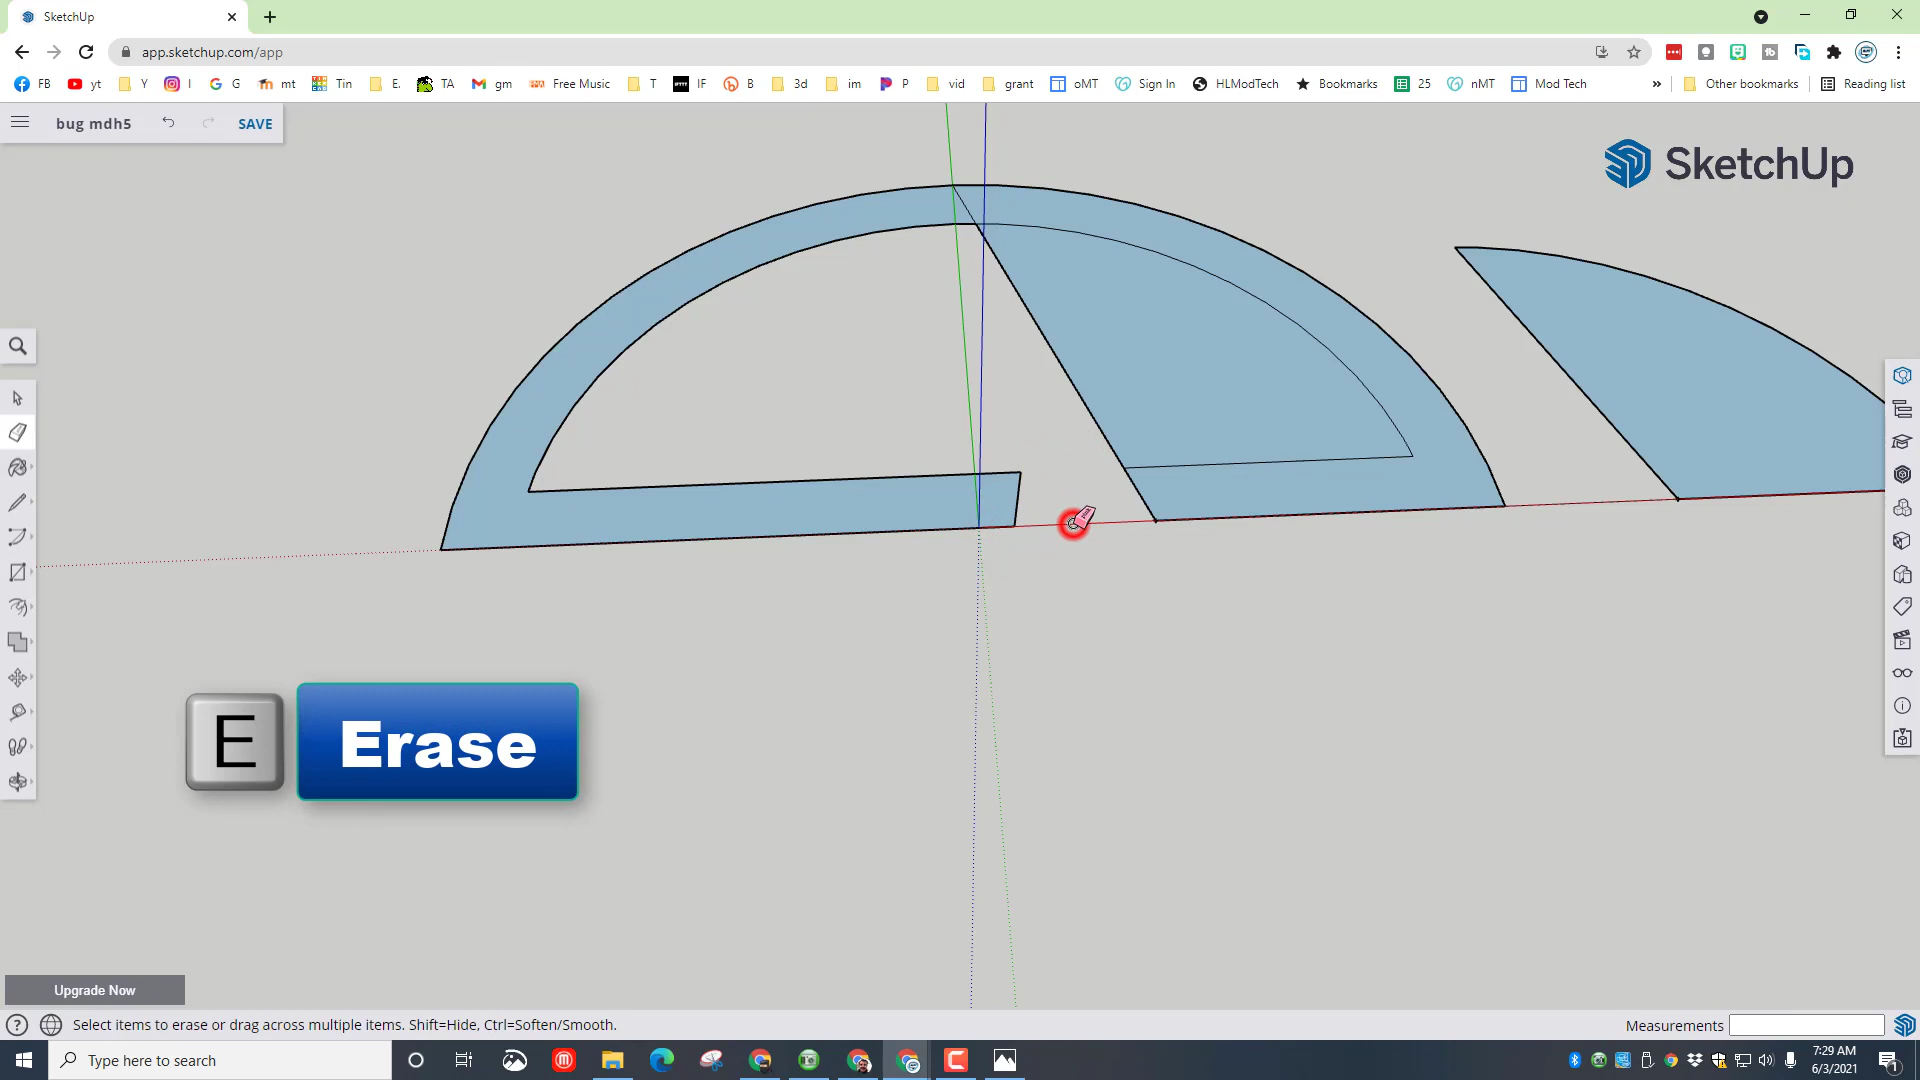 SketchUp
app.sketchup.com/app
FB
yt
Y
I
G
mt
Tin
E.
TA
gm
Free Music
T
IF
B
3d
im
P
vid
grant
oMT
Sign In
HLModTech
Bookmarks
25
nMT
Mod Tech
»
Other bookmarks
Reading list
bug mdh5
SAVE
SketchUp
E
Erase
Upgrade Now
Select items to erase or drag across multiple items. Shift=Hide, Ctrl=Soften/Smooth.
Measurements
Type here to search
7:29 AM
6/3/2021